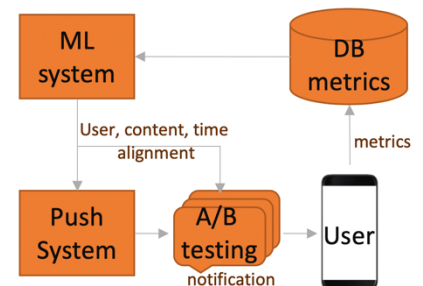 ML
system
DB
metrics
User, content, time
alignment
metrics
Push
System
A/B
testing
User
notification